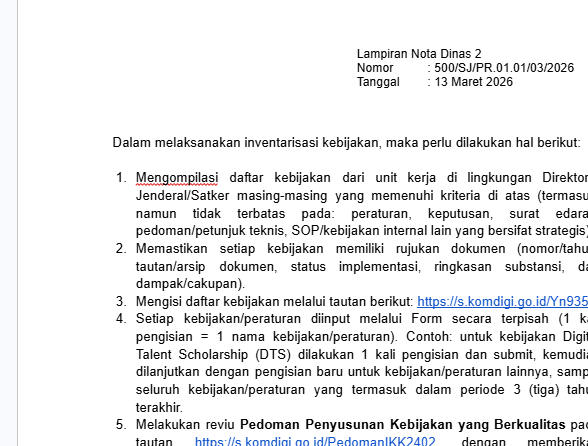 Lampiran Nota Dinas 2
Nomor : 500/SJ/PR.01.01/03/2026
Tanggal : 13 Maret 2026
Dalam melaksanakan inventarisasi kebijakan, maka perlu dilakukan hal berikut:
1. Mengompilasi daftar kebijakan dari unit kerja di lingkungan Direktor
Jenderal/Satker masing-masing yang memenuhi kriteria di atas (termasu
namun tidak terbatas pada: peraturan, keputusan, surat edara
pedoman/petunjuk teknis, SOP/kebijakan internal lain yang bersifat strategis)
2. Memastikan setiap kebijakan memiliki rujukan dokumen (nomor/tahu
tautan/arsip dokumen, status implementasi, ringkasan substansi, da
dampak/cakupan).
3. Mengisi daftar kebijakan melalui tautan berikut: https://s.komdigi.go.id/Yn935
4. Setiap kebijakan/peraturan diinput melalui Form secara terpisah (1 ka
pengisian = 1 nama kebijakan/peraturan). Contoh: untuk kebijakan Digit
Talent Scholarship (DTS) dilakukan 1 kali pengisian dan submit, kemudia
dilanjutkan dengan pengisian baru untuk kebijakan/peraturan lainnya, samp
seluruh kebijakan/peraturan yang termasuk dalam periode 3 (tiga) tahu
terakhir.
5. Melakukan reviu Pedoman Penyusunan Kebijakan yang Berkualitas pad
tautan https://s.komdigi.go.id/PedomanIKK2402 dengan memberika